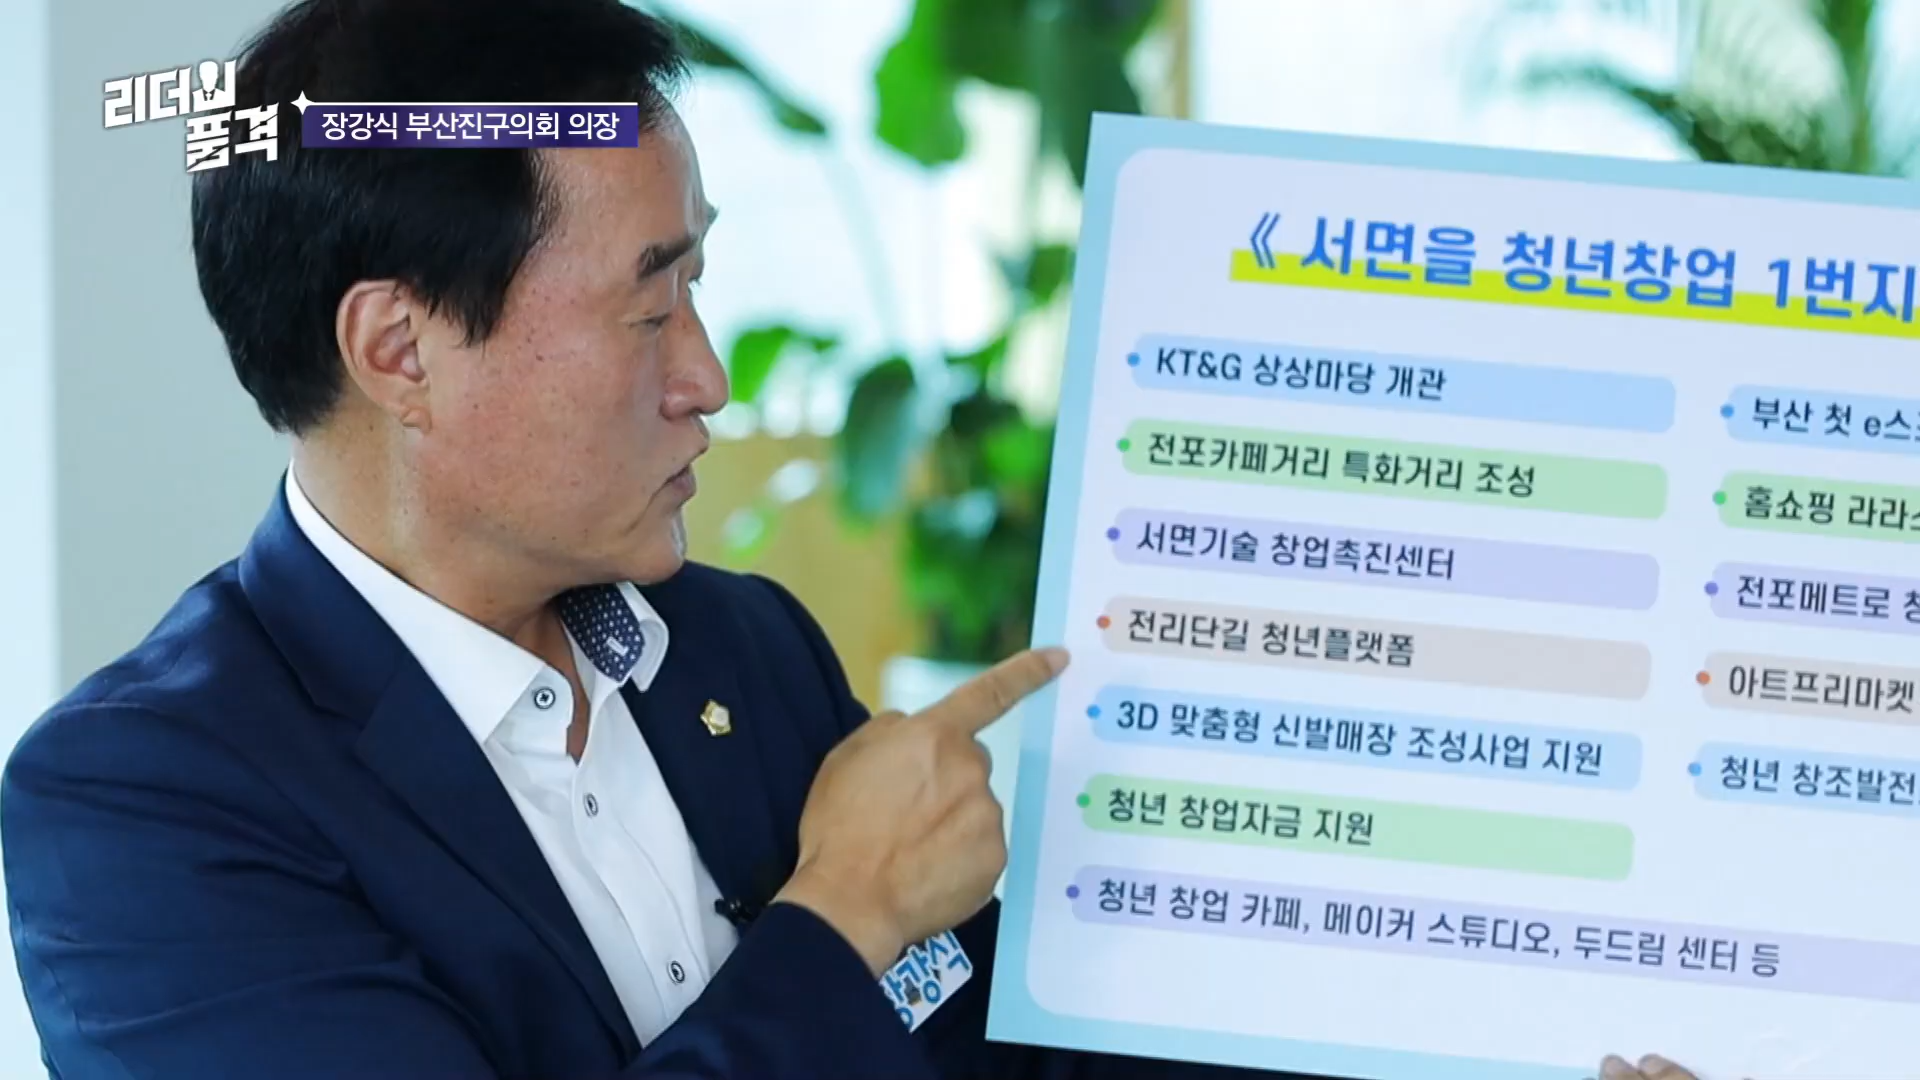 리더의
품격
장강식 부산진구의회 의장
《 서면을 청년창업 1번지
KT&G 상상마당 개관
전포카페거리 특화거리 조성
서면기술 창업촉진센터
전리단길 청년플랫폼
3D 맞춤형 신발매장 조성사업 지원
청년 창업자금 지원
청년 창업 카페, 메이커 스튜디오, 두드림 센터 등
부산 첫 e스
홈쇼핑 라라
전포메트로
아트프리마켓
청년 창조발전
장강식